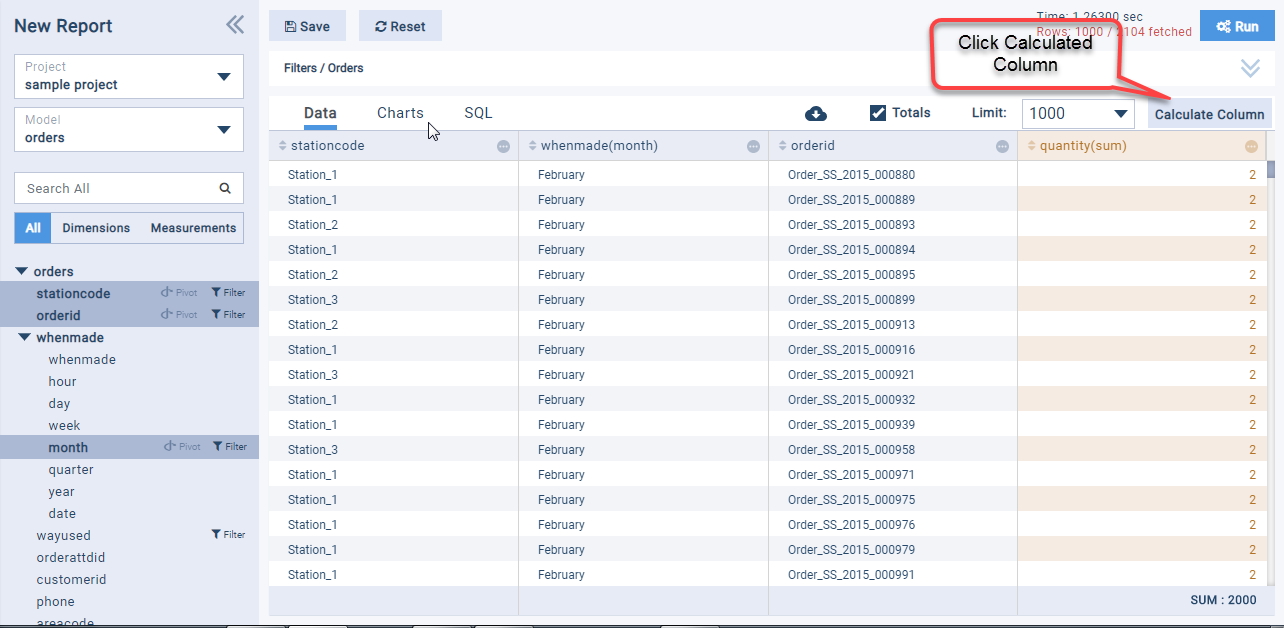 New Report
Project
sample project
Model
orders
Search All
All Dimensions Measurements
orders
stationcode Pivot Filter
orderid Pivot Filter
whenmade
whenmade
hour
day
week
month Pivot Filter
quarter
year
date
wayused Filter
orderattdid
customerid
phone
areacode
Save Reset
Time: 1.26300 sec
Rows: 1000 / 2104 fetched
Run
Click Calculated
Column
Filters / Orders
Data Charts SQL Totals Limit: 1000 Calculate Column
stationcode whenmade(month) orderid quantity(sum)
Station_1 February Order_SS_2015_000880 2
Station_1 February Order_SS_2015_000889 2
Station_2 February Order_SS_2015_000893 2
Station_1 February Order_SS_2015_000894 2
Station_2 February Order_SS_2015_000895 2
Station_3 February Order_SS_2015_000899 2
Station_2 February Order_SS_2015_000913 2
Station_1 February Order_SS_2015_000916 2
Station_3 February Order_SS_2015_000921 2
Station_1 February Order_SS_2015_000932 2
Station_1 February Order_SS_2015_000939 2
Station_3 February Order_SS_2015_000958 2
Station_1 February Order_SS_2015_000971 2
Station_1 February Order_SS_2015_000975 2
Station_1 February Order_SS_2015_000976 2
Station_1 February Order_SS_2015_000979 2
Station_1 February Order_SS_2015_000991 2
SUM : 2000